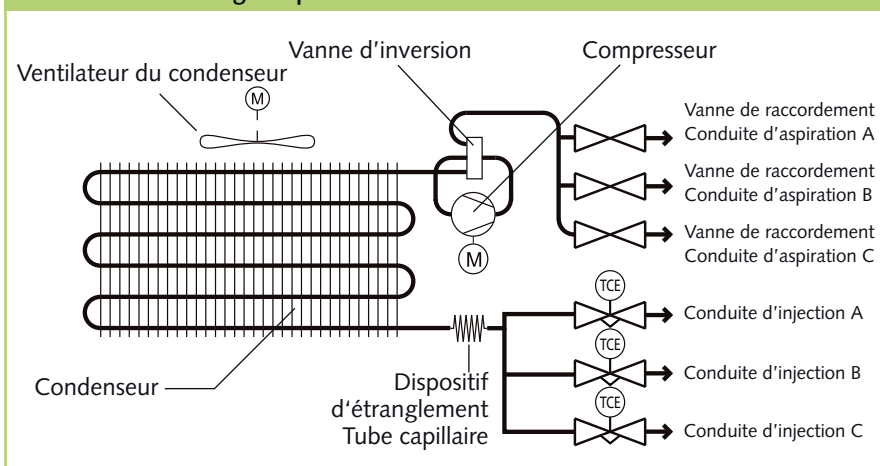 Vanne d'inversion
Compresseur
Ventilateur du condenseur
M
Vanne de raccordement
Conduite d'aspiration A
Vanne de raccordement
Conduite d'aspiration B
Vanne de raccordement
Conduite d'aspiration C
M
TCE
Conduite d'injection A
TCE
Conduite d'injection B
TCE
Conduite d'injection C
Condenseur
Dispositif
d‘étranglement
Tube capillaire